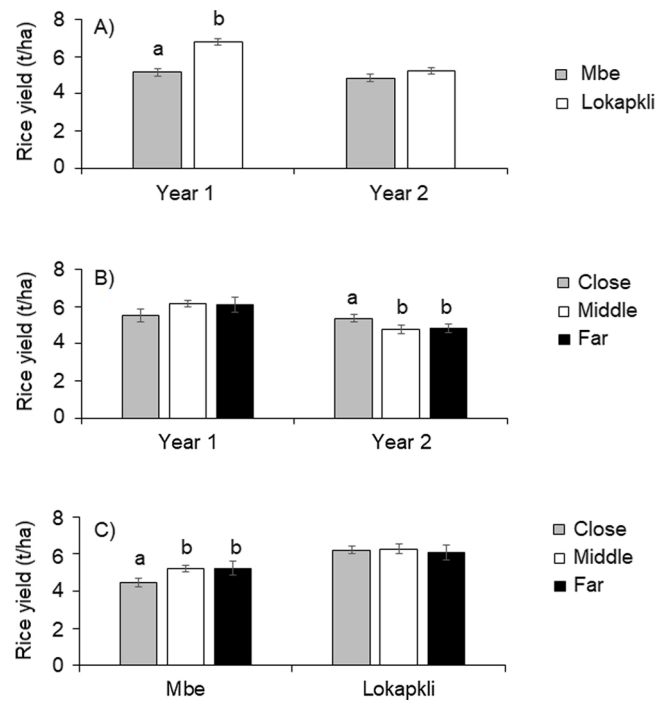 A)
Rice yield (t/ha)
8
6
4
2
0
a
b
Year 1
Year 2
Mbe
Lokapkli
B)
Rice yield (t/ha)
8
6
4
2
0
a
b
b
Year 1
Year 2
Close
Middle
Far
C)
Rice yield (t/ha)
8
6
4
2
0
a
b
b
Mbe
Lokapkli
Close
Middle
Far